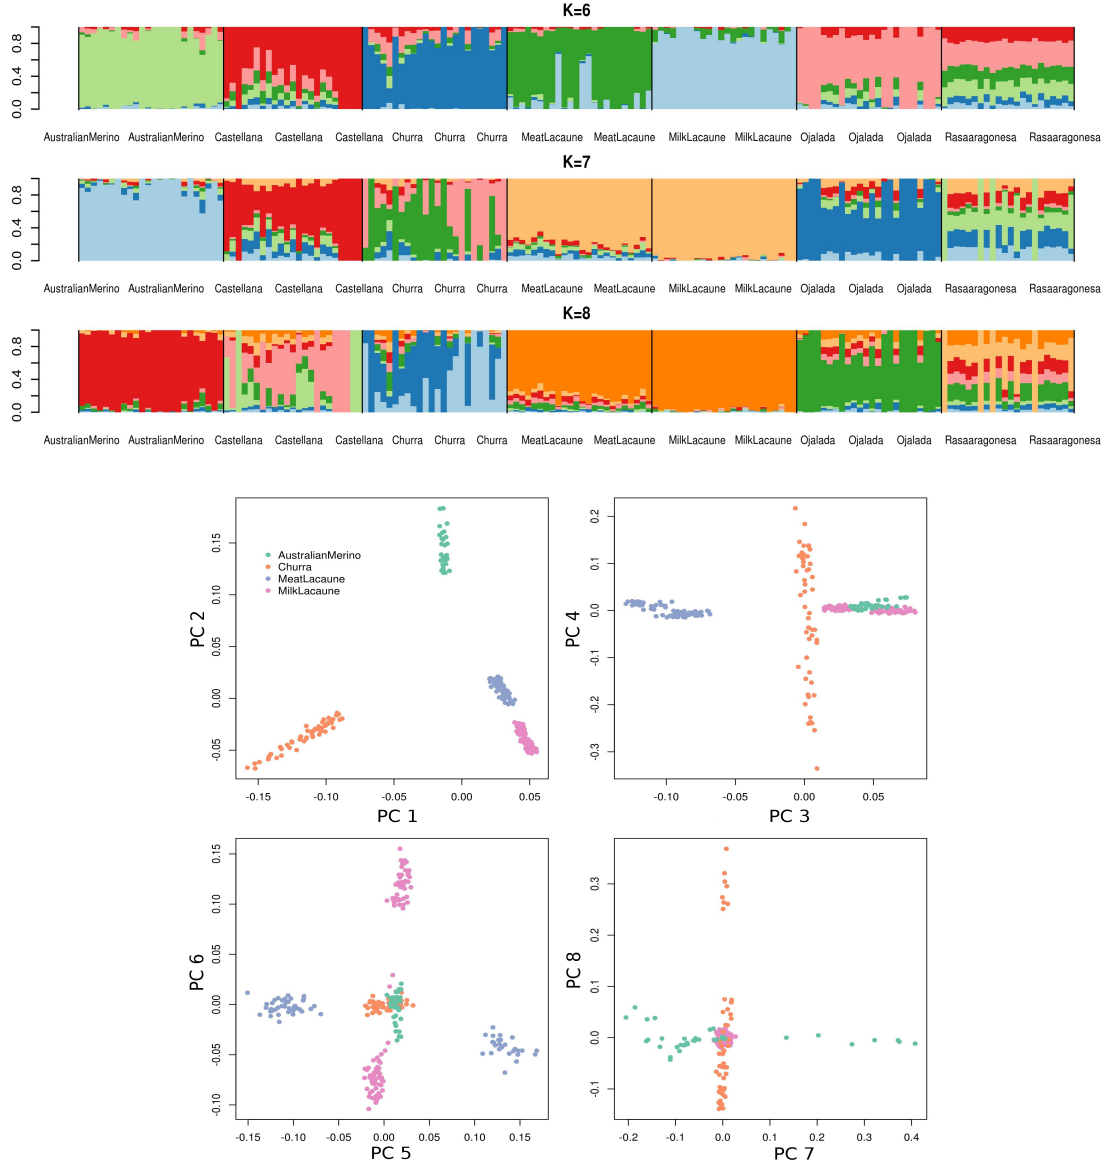 K=6
0.0 0.4 0.8
AustralianMerino AustralianMerino Castellana Castellana Castellana Churra Churra Churra MeatLacaune MeatLacaune MilkLacaune MilkLacaune Ojalada Ojalada Ojalada Rasaaragonesa Rasaaragonesa
K=7
0.0 0.4 0.8
AustralianMerino AustralianMerino Castellana Castellana Castellana Churra Churra Churra MeatLacaune MeatLacaune MilkLacaune MilkLacaune Ojalada Ojalada Ojalada Rasaaragonesa Rasaaragonesa
K=8
0.0 0.4 0.8
AustralianMerino AustralianMerino Castellana Castellana Castellana Churra Churra Churra MeatLacaune MeatLacaune MilkLacaune MilkLacaune Ojalada Ojalada Ojalada Rasaaragonesa Rasaaragonesa
AustralianMerino
Churra
MeatLacaune
MilkLacaune
PC 2
-0.05 0.00 0.05 0.10 0.15
-0.15 -0.10 -0.05 0.00 0.05
PC 1
PC 4
-0.3 -0.2 -0.1 0.0 0.1 0.2
-0.10 -0.05 0.00 0.05
PC 3
PC 6
-0.10 -0.05 0.00 0.05 0.10 0.15
-0.15 -0.10 -0.05 0.00 0.05 0.10 0.15
PC 5
PC 8
-0.1 0.0 0.1 0.2 0.3
-0.2 -0.1 0.0 0.1 0.2 0.3 0.4
PC 7